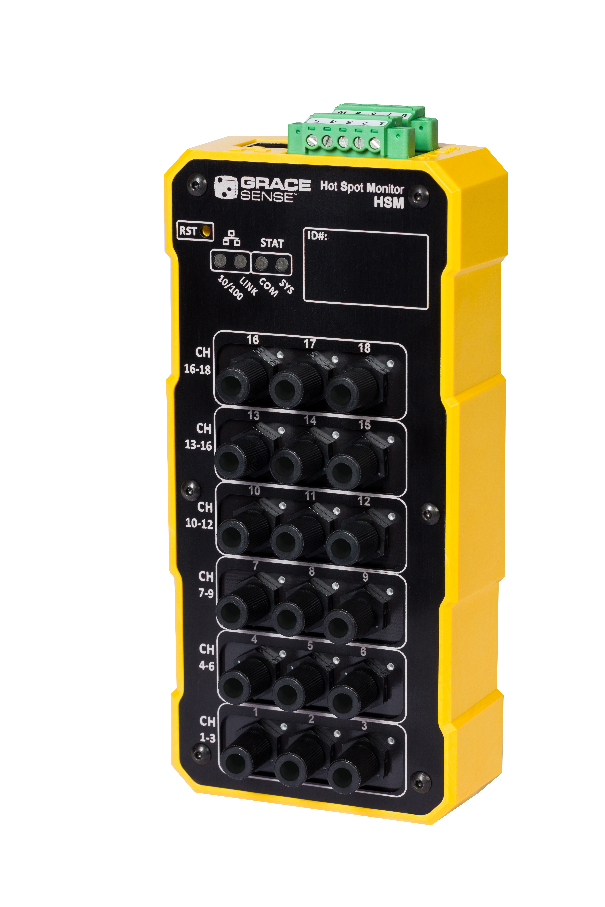 GRACE
SENSE™
Hot Spot Monitor
HSM
RST
STAT
ID#:
10/100
LINK
COM
SYS
CH
16-18
16 17 18
CH
13-16
13 14 15
CH
10-12
10 11 12
CH
7-9
7 8 9
CH
4-6
4 5 6
CH
1-3
1 2 3